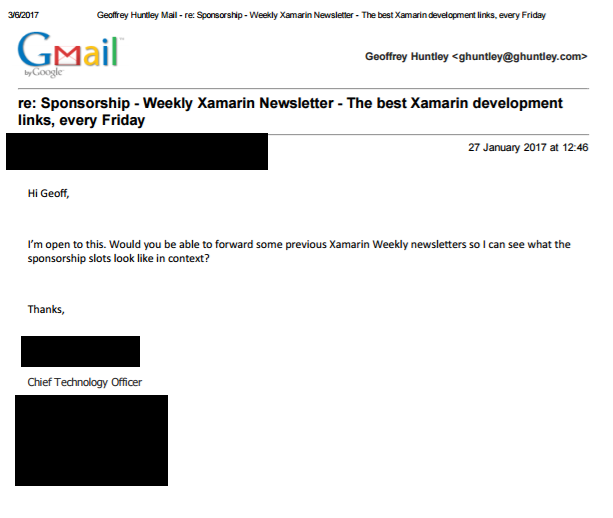 3/6/2017 Geoffrey Huntley Mail - re: Sponsorship - Weekly Xamarin Newsletter - The best Xamarin development links, every Friday
GMail™
by Google
Geoffrey Huntley <ghuntley@ghuntley.com>
re: Sponsorship - Weekly Xamarin Newsletter - The best Xamarin development
links, every Friday
27 January 2017 at 12:46
Hi Geoff,
I'm open to this. Would you be able to forward some previous Xamarin Weekly newsletters so I can see what the
sponsorship slots look like in context?
Thanks,
Chief Technology Officer